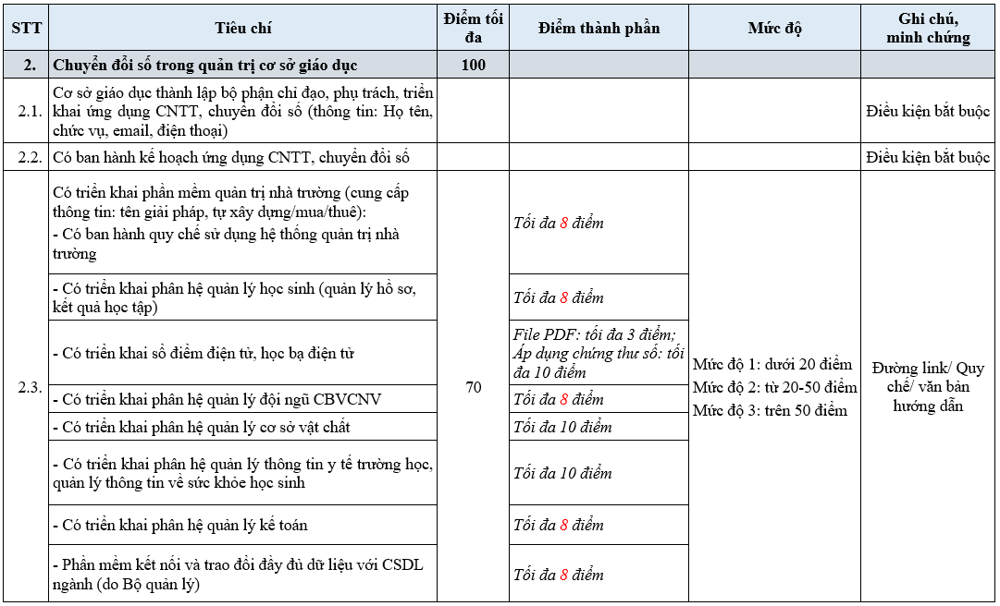 STT
Tiêu chí
Điểm tối
đa
Điểm thành phần
Mức độ
Ghi chú,
minh chứng
2.
Chuyển đổi số trong quản trị cơ sở giáo dục
100
2.1.
Cơ sở giáo dục thành lập bộ phận chỉ đạo, phụ trách, triển
khai ứng dụng CNTT, chuyển đổi số (thông tin: Họ tên,
chức vụ, email, điện thoại)
Điều kiện bắt buộc
2.2.
Có ban hành kế hoạch ứng dụng CNTT, chuyển đổi số
Điều kiện bắt buộc
2.3.
Có triển khai phần mềm quản trị nhà trường (cung cấp
thông tin: tên giải pháp, tự xây dựng/mua/thuê):
- Có ban hành quy chế sử dụng hệ thống quản trị nhà
trường
70
Tối đa 8 điểm
Mức độ 1: dưới 20 điểm
Mức độ 2: từ 20-50 điểm
Mức độ 3: trên 50 điểm
Đường link/ Quy
chế/ văn bản
hướng dẫn
- Có triển khai phân hệ quản lý học sinh (quản lý hồ sơ,
kết quả học tập)
Tối đa 8 điểm
- Có triển khai sổ điểm điện tử, học bạ điện tử
File PDF: tối đa 3 điểm;
Áp dụng chứng thư số: tối
đa 10 điểm
- Có triển khai phân hệ quản lý đội ngũ CBVCNV
Tối đa 8 điểm
- Có triển khai phân hệ quản lý cơ sở vật chất
Tối đa 10 điểm
- Có triển khai phân hệ quản lý thông tin y tế trường học,
quản lý thông tin về sức khỏe học sinh
Tối đa 10 điểm
- Có triển khai phân hệ quản lý kế toán
Tối đa 8 điểm
- Phần mềm kết nối và trao đổi đầy đủ dữ liệu với CSDL
ngành (do Bộ quản lý)
Tối đa 8 điểm